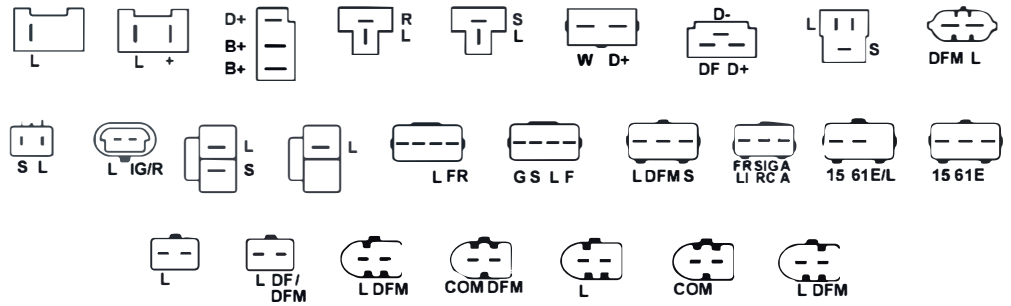 L
L +
D+
B+
B+
R
L
S
L
W D+
D-
DF D+
L
S
DFM L
S L
L
L IG/R
L
S
L
L FR
G S L F
L DFM S
FR SIG A
LI RC A
15 61E/L
15 61E
L
L DF/
DFM
L DFM
COM DFM
L
COM
L DFM